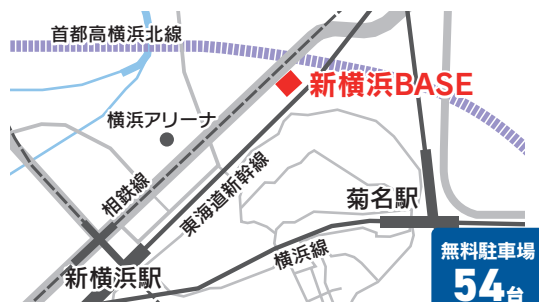 首都高横浜北線
新横浜BASE
横浜アリーナ
相鉄線
東海道新幹線
菊名駅
横浜線
新横浜駅
無料駐車場
54台